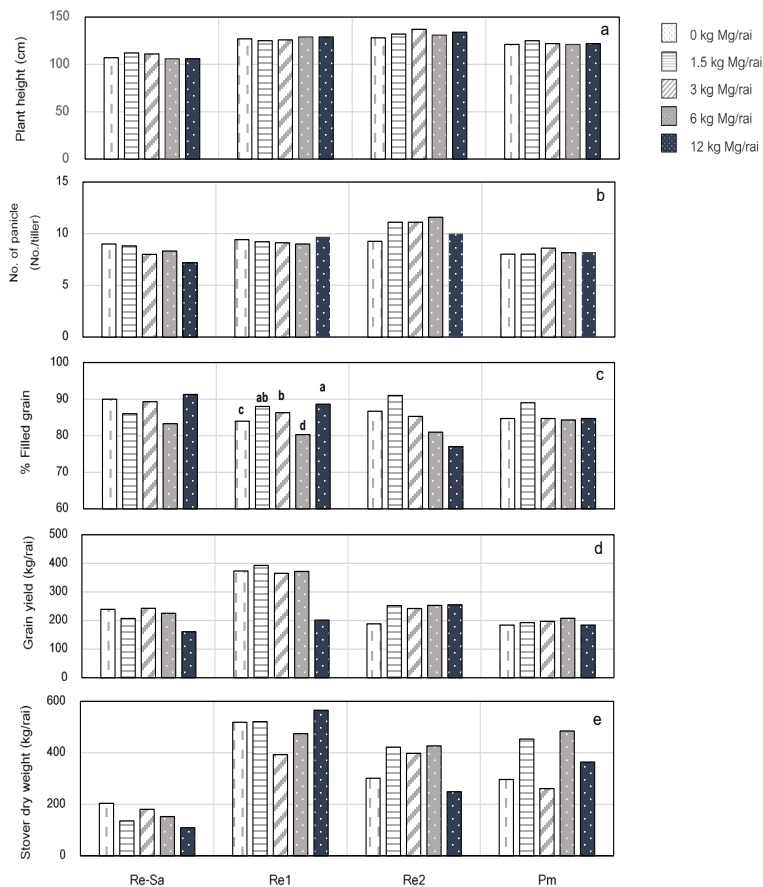 150
100
50
0
Plant height (cm)
a
0 kg Mg/rai
1.5 kg Mg/rai
3 kg Mg/rai
6 kg Mg/rai
12 kg Mg/rai
15
10
5
0
No. of panicle
(No./tiller)
b
100
90
80
70
60
% Filled grain
c
c ab b d a
500
400
300
200
100
0
Grain yield (kg/rai)
d
600
400
200
0
Stover dry weight (kg/rai)
e
Re-Sa Re1 Re2 Pm